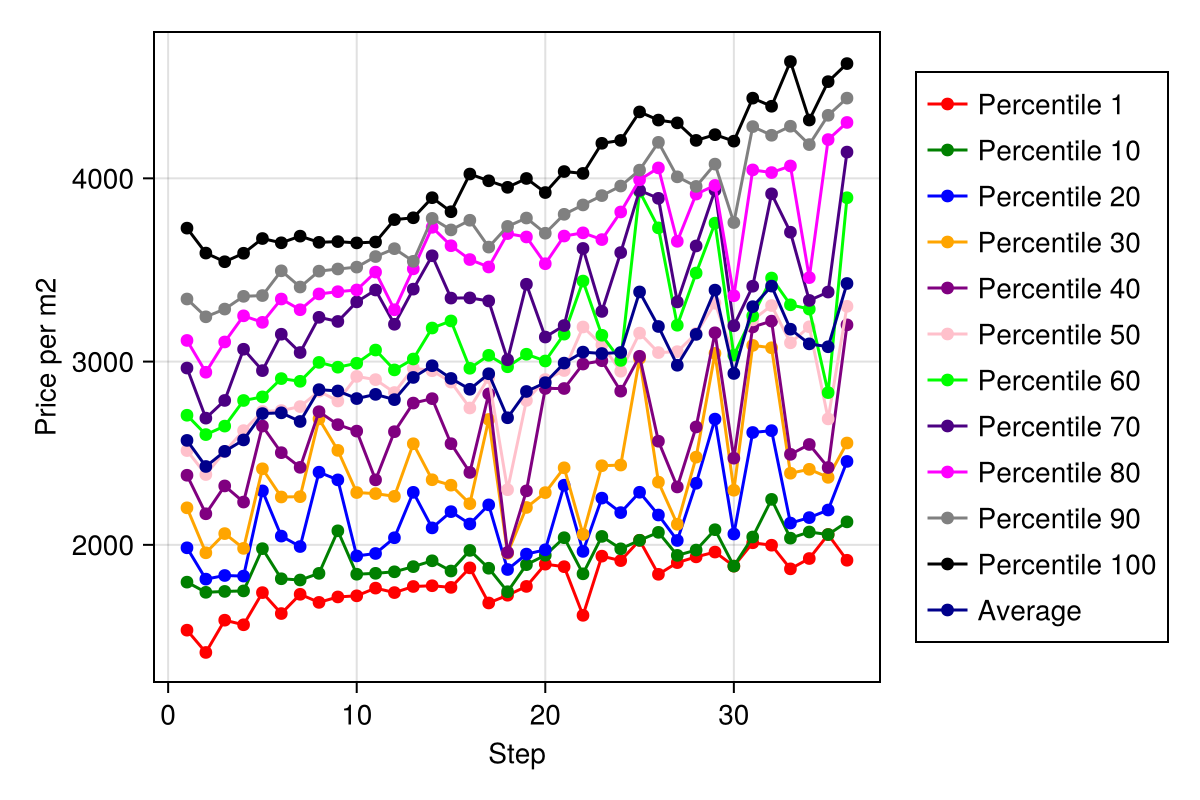 Price per m2
4000
3000
2000
0
10
20
30
Step
Percentile 1
Percentile 10
Percentile 20
Percentile 30
Percentile 40
Percentile 50
Percentile 60
Percentile 70
Percentile 80
Percentile 90
Percentile 100
Average